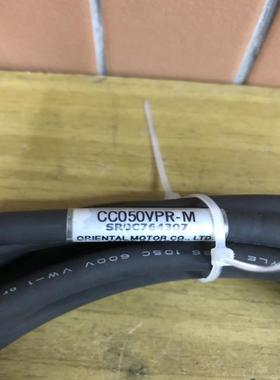 CC050VPR-M
SR0C764307
ORIENTAL MOTOR CO., LTD.
105C 600V VW-1